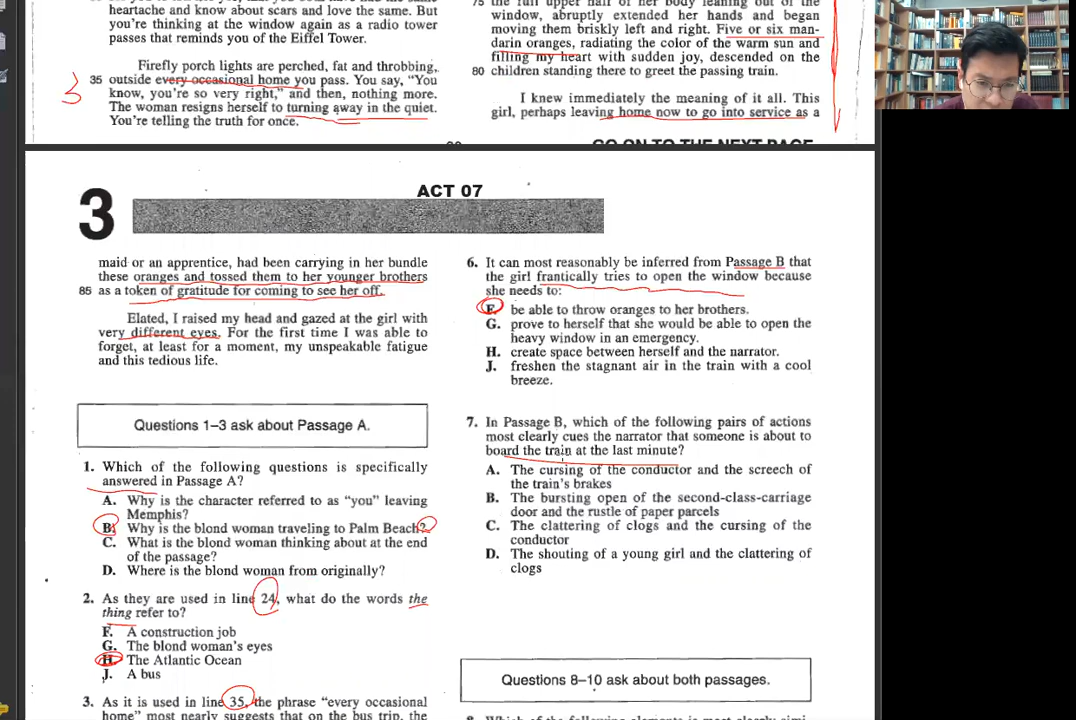 heartache and know about scars and love the same. But
you're thinking at the window again as a radio tower
passes that reminds you of the Eiffel Tower.
Firefly porch lights are perched, fat and throbbing,
35 outside every occasional home you pass. You say, "You
know, you're so very right," and then, nothing more.
The woman resigns herself to turning away in the quiet.
You're telling the truth for once.
3
75 the full upper half of her body leaning out of the
window, abruptly extended her hands and began
moving them briskly left and right. Five or six man-
darin oranges, radiating the color of the warm sun and
filling my heart with sudden joy, descended on the
80 children standing there to greet the passing train.
I knew immediately the meaning of it all. This
girl, perhaps leaving home now to go into service as a
GO ON TO THE NEXT PAGE
3
ACT 07
maid or an apprentice, had been carrying in her bundle
these oranges and tossed them to her younger brothers
85 as a token of gratitude for coming to see her off.
Elated, I raised my head and gazed at the girl with
very different eyes. For the first time I was able to
forget, at least for a moment, my unspeakable fatigue
and this tedious life.
Questions 1–3 ask about Passage A.
1. Which of the following questions is specifically
answered in Passage A?
A. Why is the character referred to as "you" leaving
Memphis?
B. Why is the blond woman traveling to Palm Beach?
C. What is the blond woman thinking about at the end
of the passage?
D. Where is the blond woman from originally?
2. As they are used in line 24, what do the words the
thing refer to?
F. A construction job
G. The blond woman's eyes
H. The Atlantic Ocean
J. A bus
3. As it is used in line 35, the phrase "every occasional
home" most nearly suggests that on the bus trip, the
6. It can most reasonably be inferred from Passage B that
the girl frantically tries to open the window because
she needs to:
F. be able to throw oranges to her brothers.
G. prove to herself that she would be able to open the
heavy window in an emergency.
H. create space between herself and the narrator.
J. freshen the stagnant air in the train with a cool
breeze.
7. In Passage B, which of the following pairs of actions
most clearly cues the narrator that someone is about to
board the train at the last minute?
A. The cursing of the conductor and the screech of
the train's brakes
B. The bursting open of the second-class-carriage
door and the rustle of paper parcels
C. The clattering of clogs and the cursing of the
conductor
D. The shouting of a young girl and the clattering of
clogs
Questions 8–10 ask about both passages.